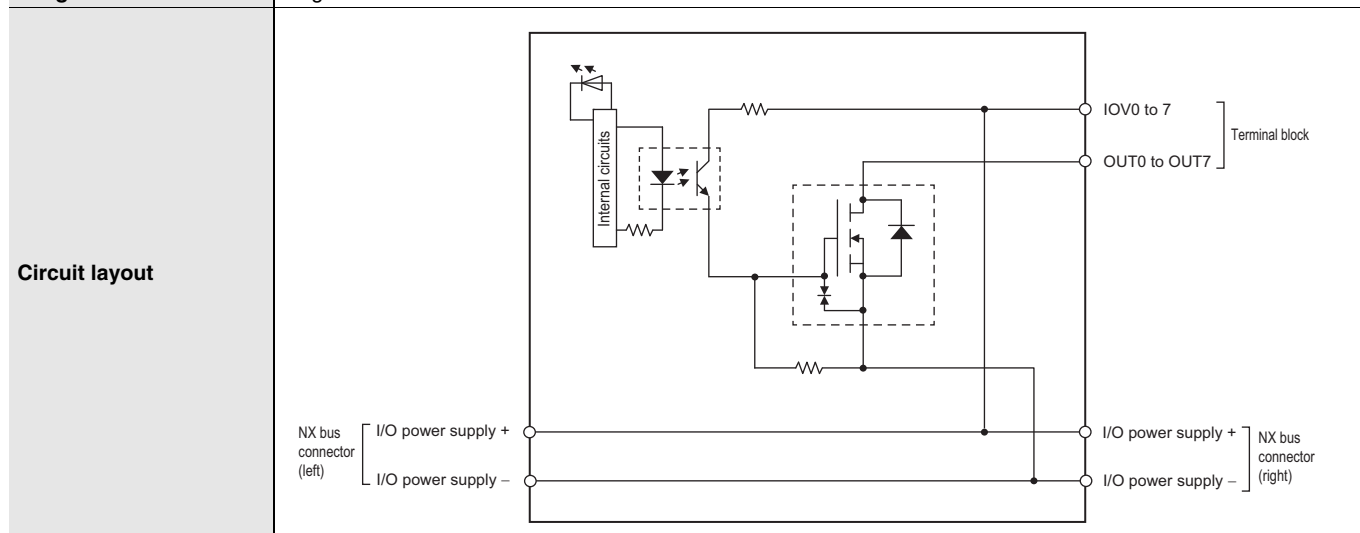 Circuit layout
Internal circuits
IOV0 to 7
OUT0 to OUT7
Terminal block
NX bus
connector
(left)
I/O power supply +
I/O power supply −
I/O power supply +
I/O power supply −
NX bus
connector
(right)